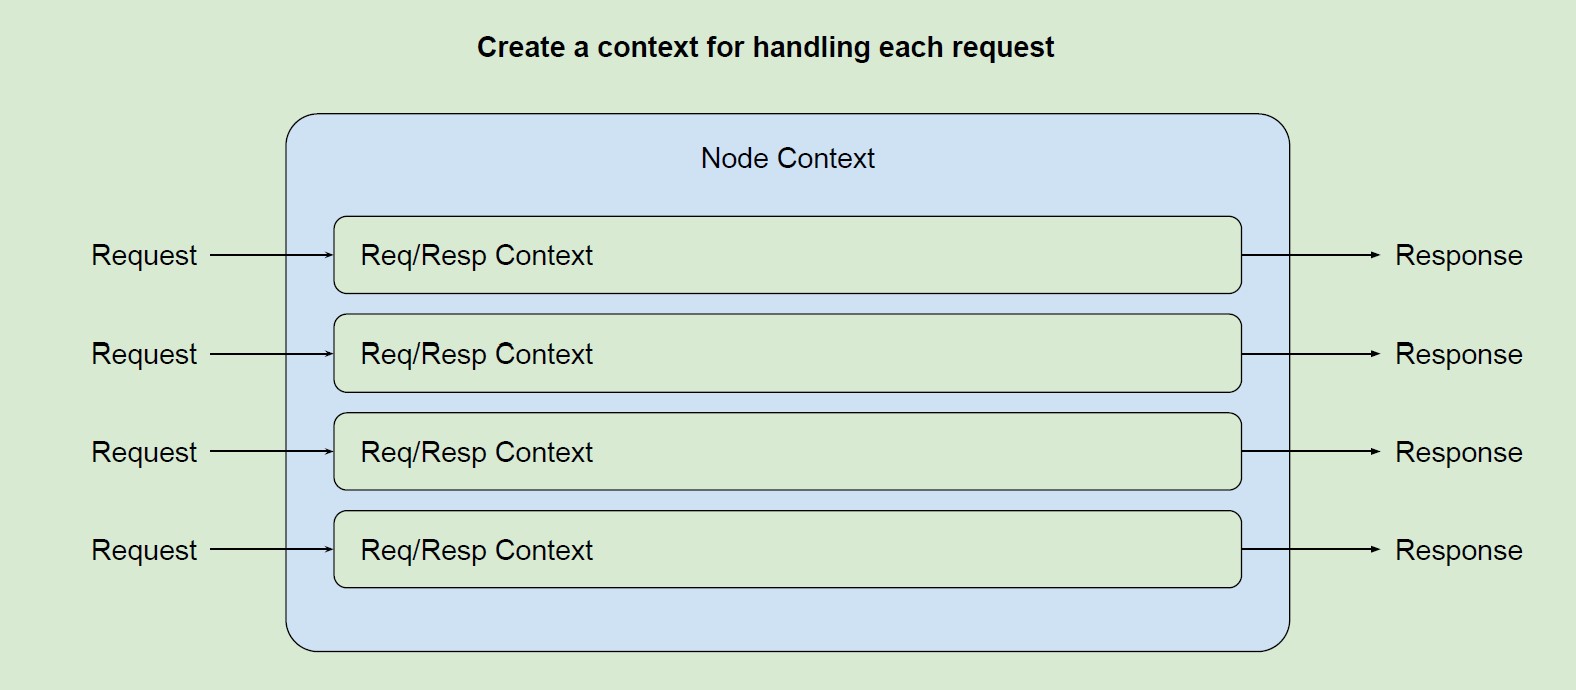 Create a context for handling each request
Node Context
Request Req/Resp Context Response
Request Req/Resp Context Response
Request Req/Resp Context Response
Request Req/Resp Context Response